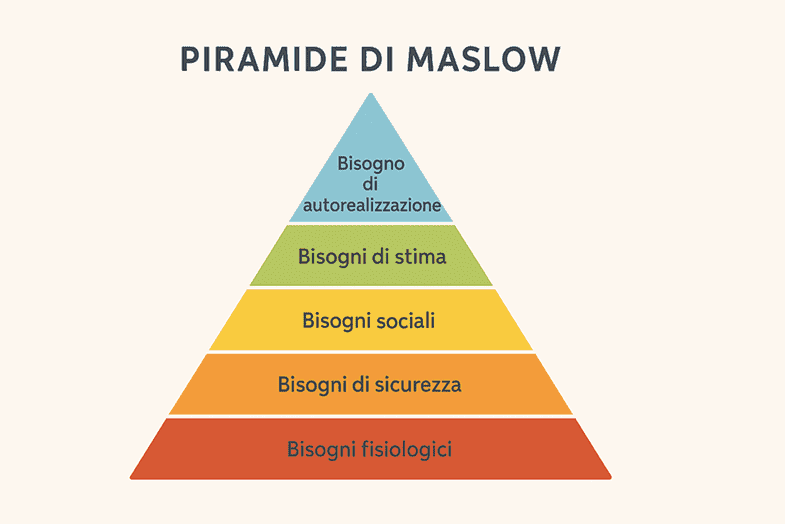 PIRAMIDE DI MASLOW
Bisogno
di
autorealizzazione
Bisogni di stima
Bisogni sociali
Bisogni di sicurezza
Bisogni fisiologici